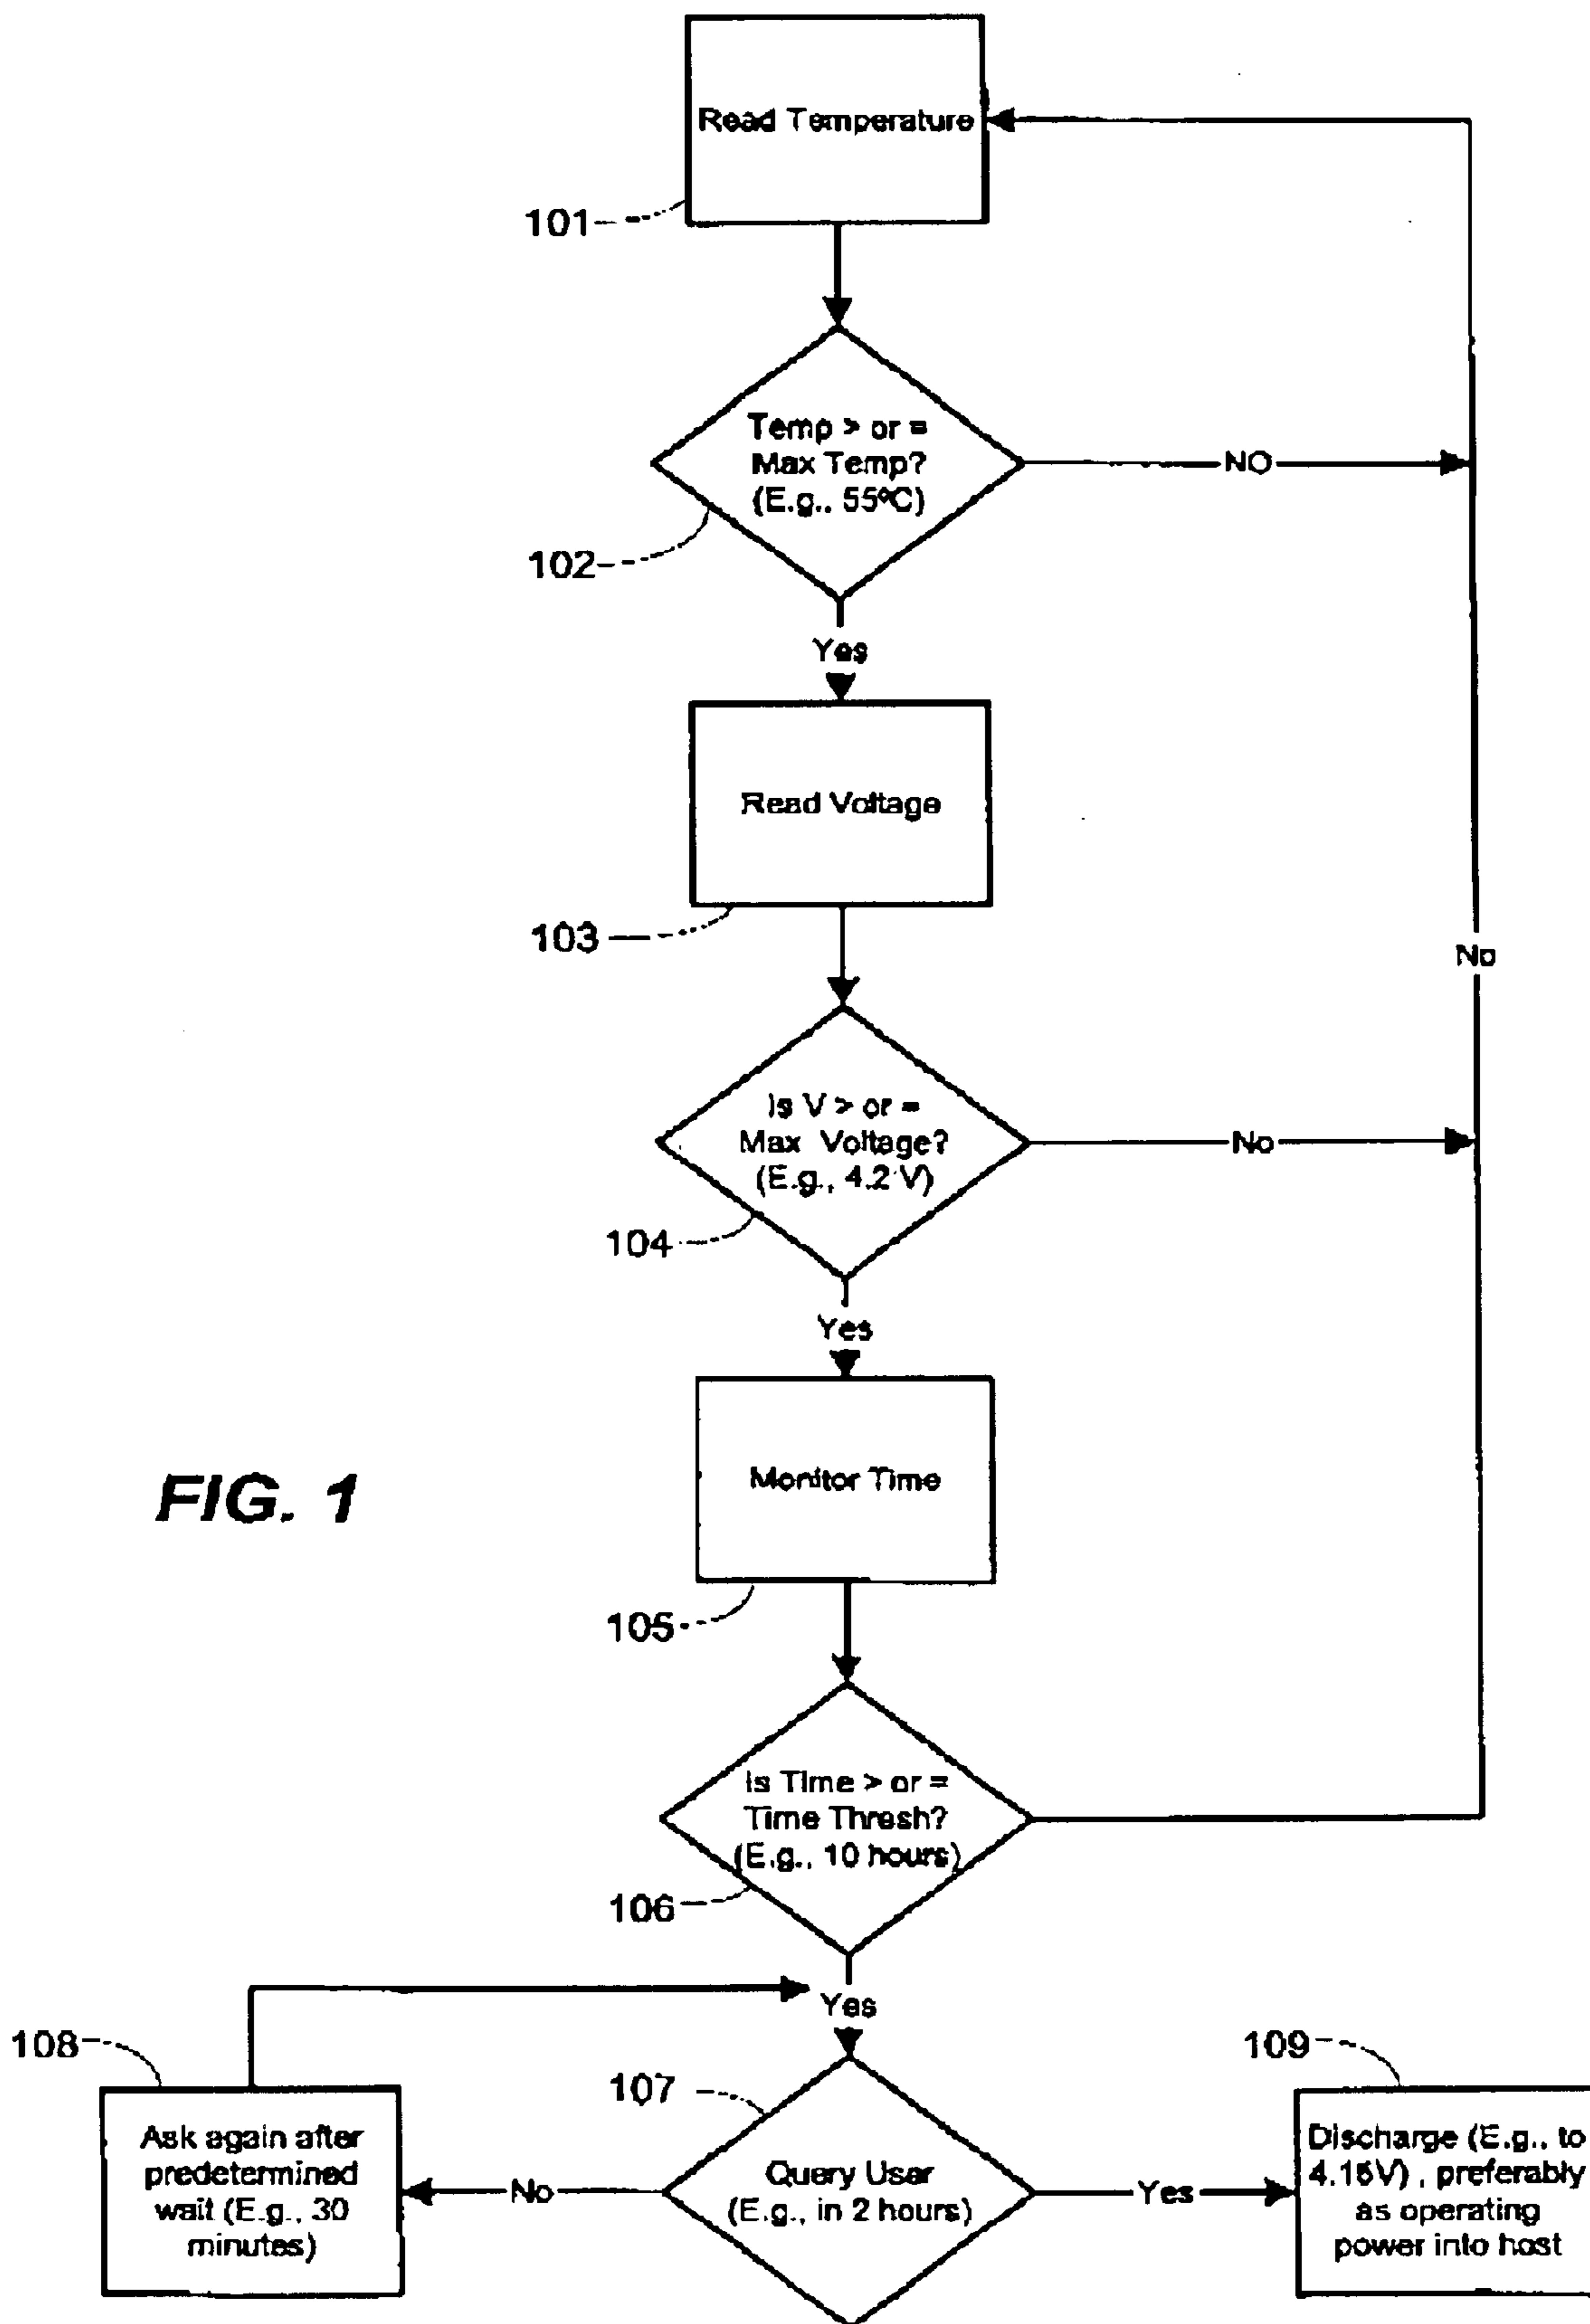 Read Temperature
101
Temp > or =
Max Temp?
(E.g., 55ºC)
NO
102
Yes
Read Voltage
103
No
Is V > or =
Max Voltage?
(E.g., 4.2 V)
No
104
Yes
Monitor Time
FIG. 1
105
Is Time > or =
Time Thresh?
(E.g., 10 hours)
106
Yes
108
107
109
Ask again after
predetermined
wait (E.g., 30
minutes)
No
Query User
(E.g., in 2 hours)
Yes
Discharge (E.g., to
4.15V) , preferably
as operating
power into host